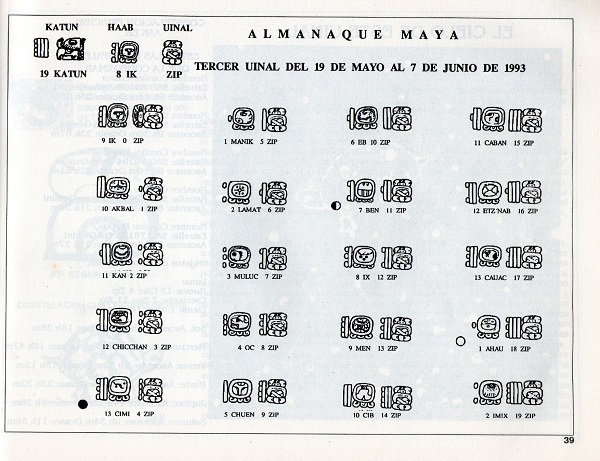 KATUN HAAB UINAL
ALMANAQUE MAYA
19 KATUN 8 IK ZIP
TERCER UINAL DEL 19 DE MAYO AL 7 DE JUNIO DE 1993
9 IK 0 ZIP
1 MANIK 5 ZIP
6 EB 10 ZIP
11 CABAN 15 ZIP
10 AKBAL 1 ZIP
2 LAMAT 6 ZIP
7 BEN 11 ZIP
12 ETZ'NAB 16 ZIP
11 KAN 2 ZIP
3 MULUC 7 ZIP
8 IX 12 ZIP
13 CAUAC 17 ZIP
12 CHICCHAN 3 ZIP
4 OC 8 ZIP
9 MEN 13 ZIP
1 AHAU 18 ZIP
13 CIMI 4 ZIP
5 CHUEN 9 ZIP
10 CIB 14 ZIP
2 IMIX 19 ZIP
39